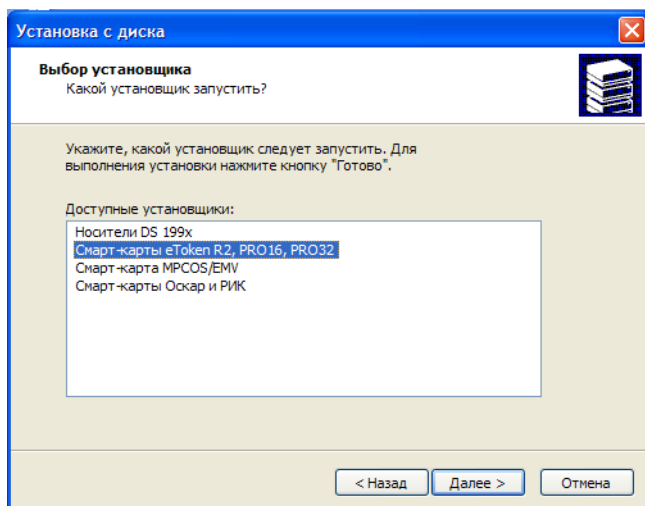 Установка с диска
Выбор установщика
Какой установщик запустить?
Укажите, какой установщик следует запустить. Для
выполнения установки нажмите кнопку "Готово".
Доступные установщики:
Носители DS 199x
Смарт-карты eToken R2, PRO16, PRO32
Смарт-карта MPCOS/EMV
Смарт-карты Оскар и РИК
< Назад
Далее >
Отмена